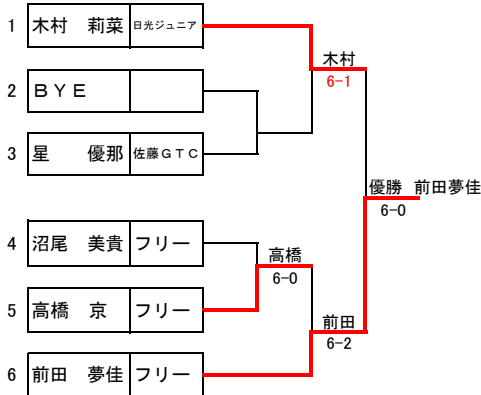 1 木村 莉菜 日光ジュニア
木村
6-1
2 BYE
3 星 優那 佐藤GTC
優勝 前田夢佳
6-0
4 沼尾 美貴 フリー
高橋
6-0
5 高橋 京 フリー
前田
6-2
6 前田 夢佳 フリー